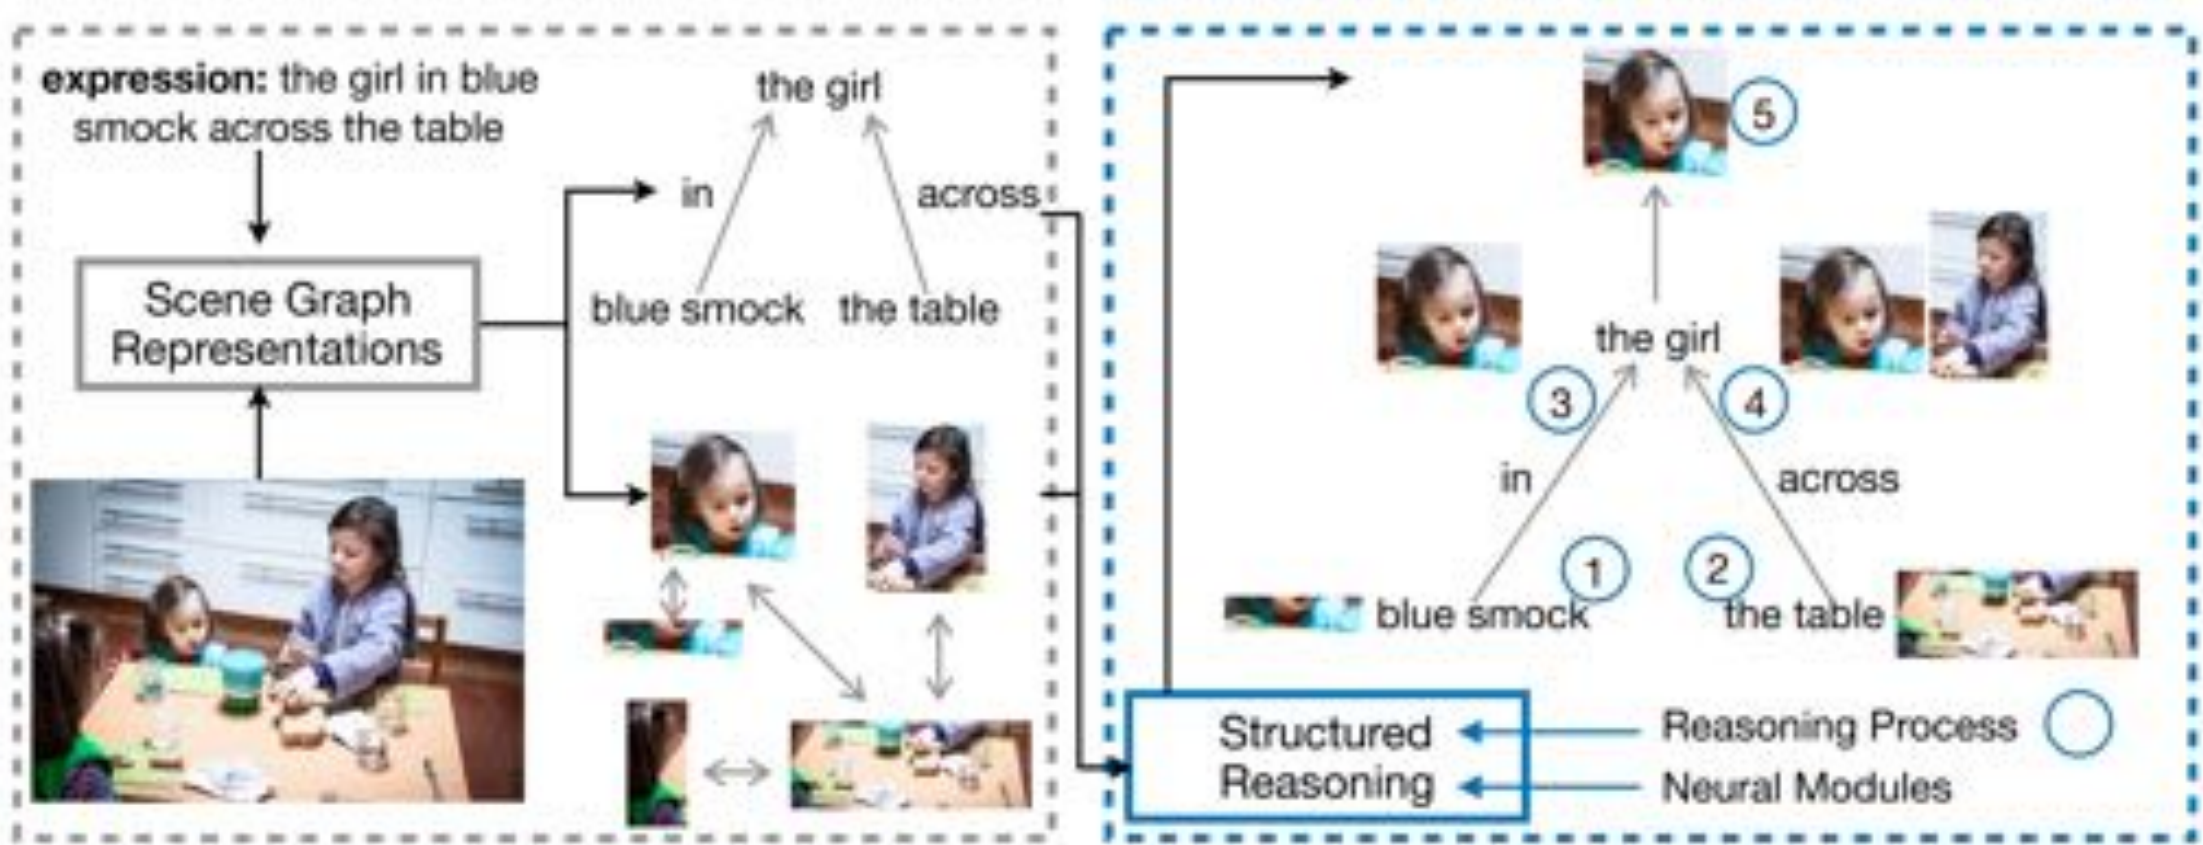 expression: the girl in blue
smock across the table
Scene Graph
Representations
the girl
in
across
blue smock
the table
5
the girl
3
4
in
across
1
2
blue smock
the table
Structured
Reasoning
Reasoning Process
Neural Modules